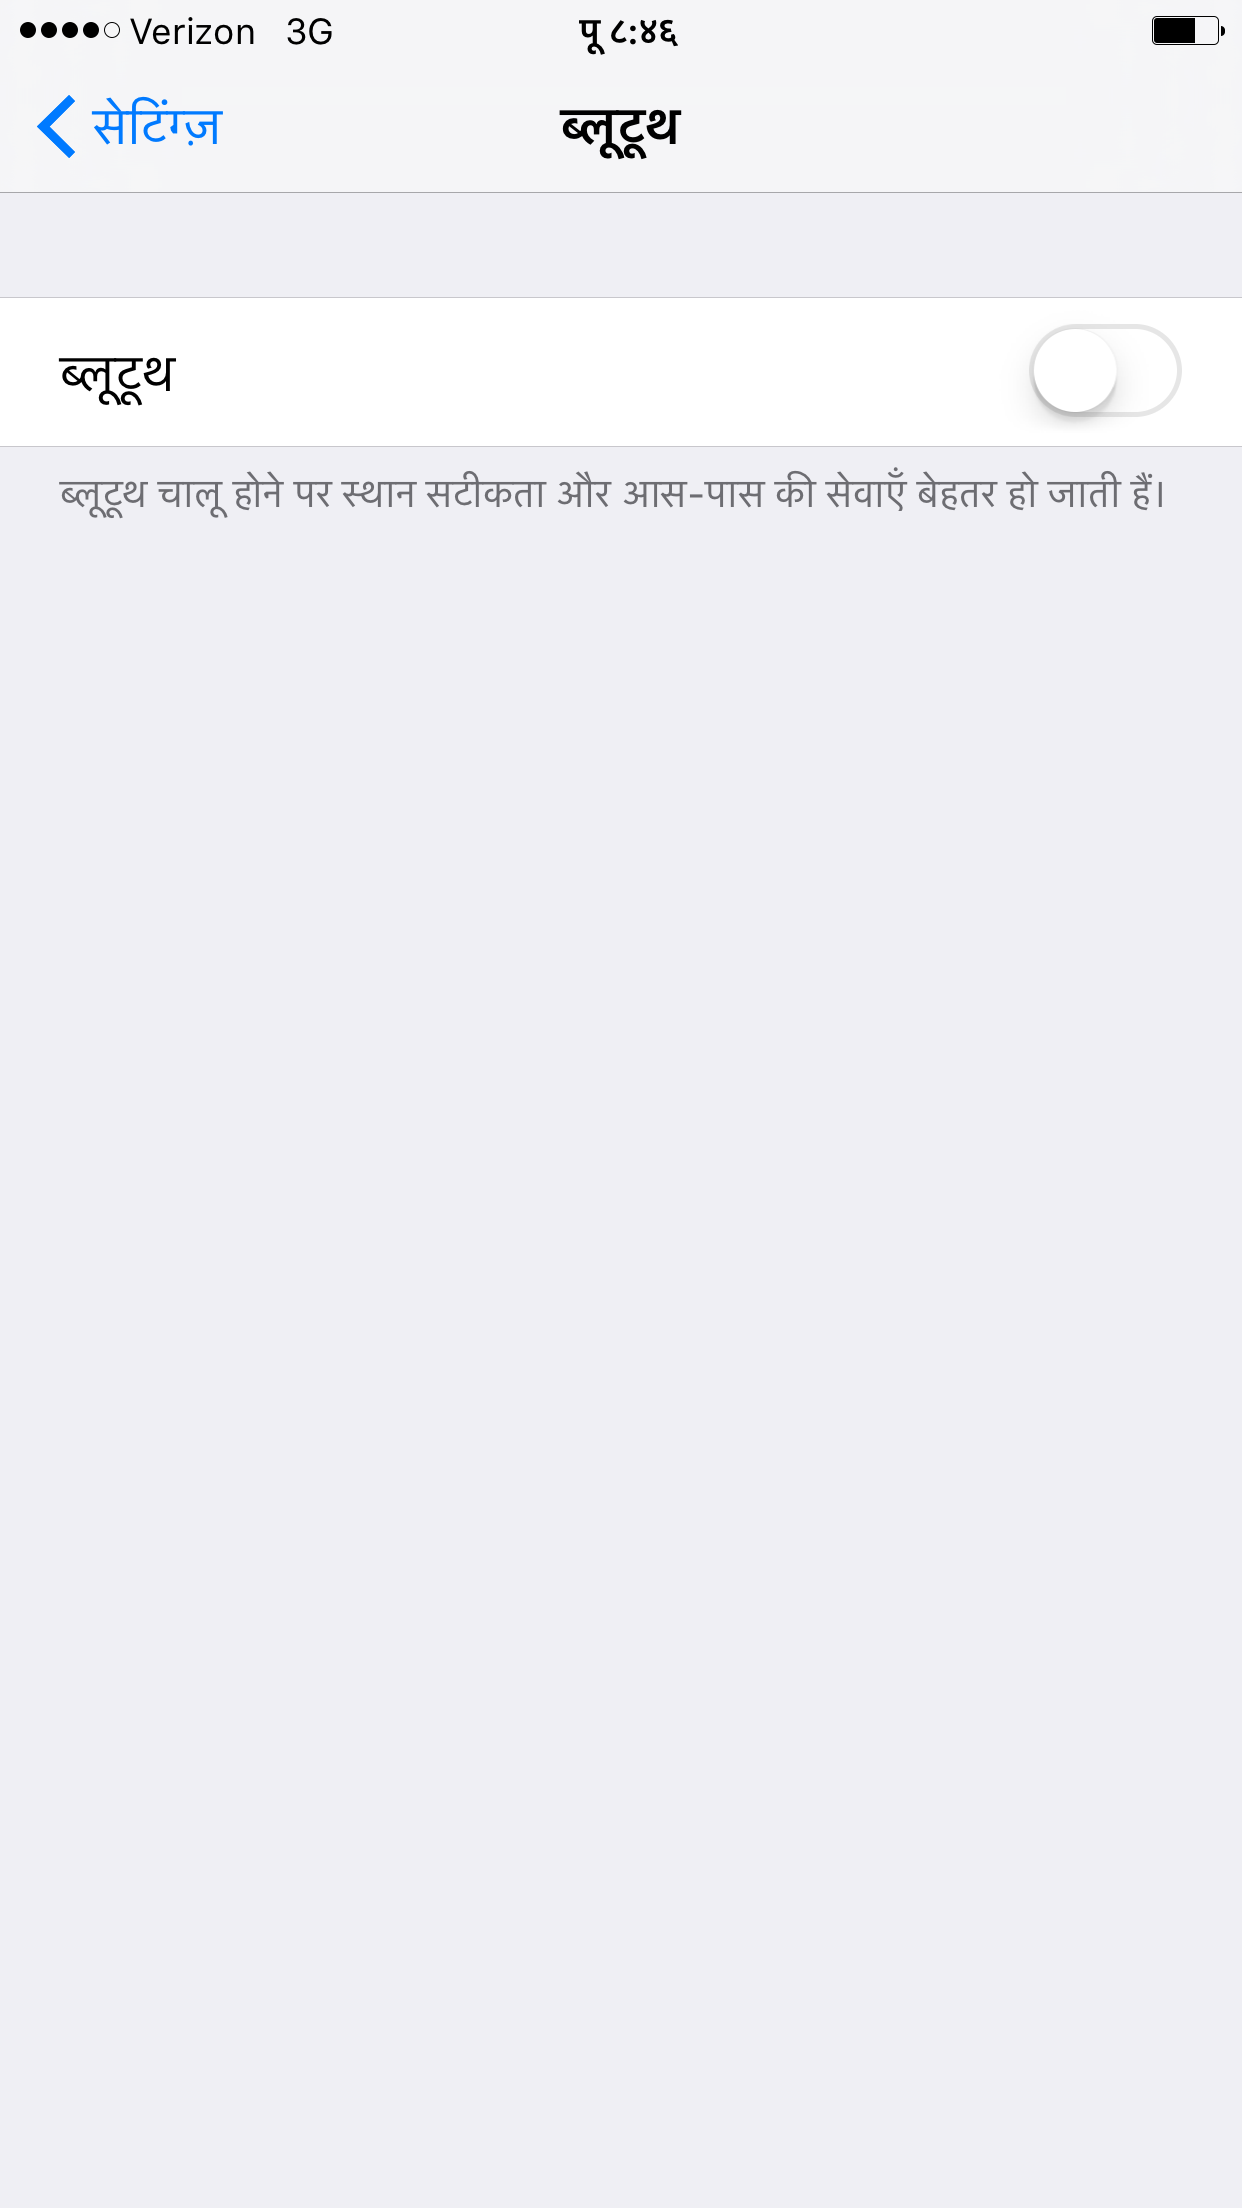 Verizon 3G पू ८:४६
सेटिंग्ज़ ब्लूटूथ
ब्लूटूथ
ब्लूटूथ चालू होने पर स्थान सटीकता और आस-पास की सेवाएँ बेहतर हो जाती हैं।